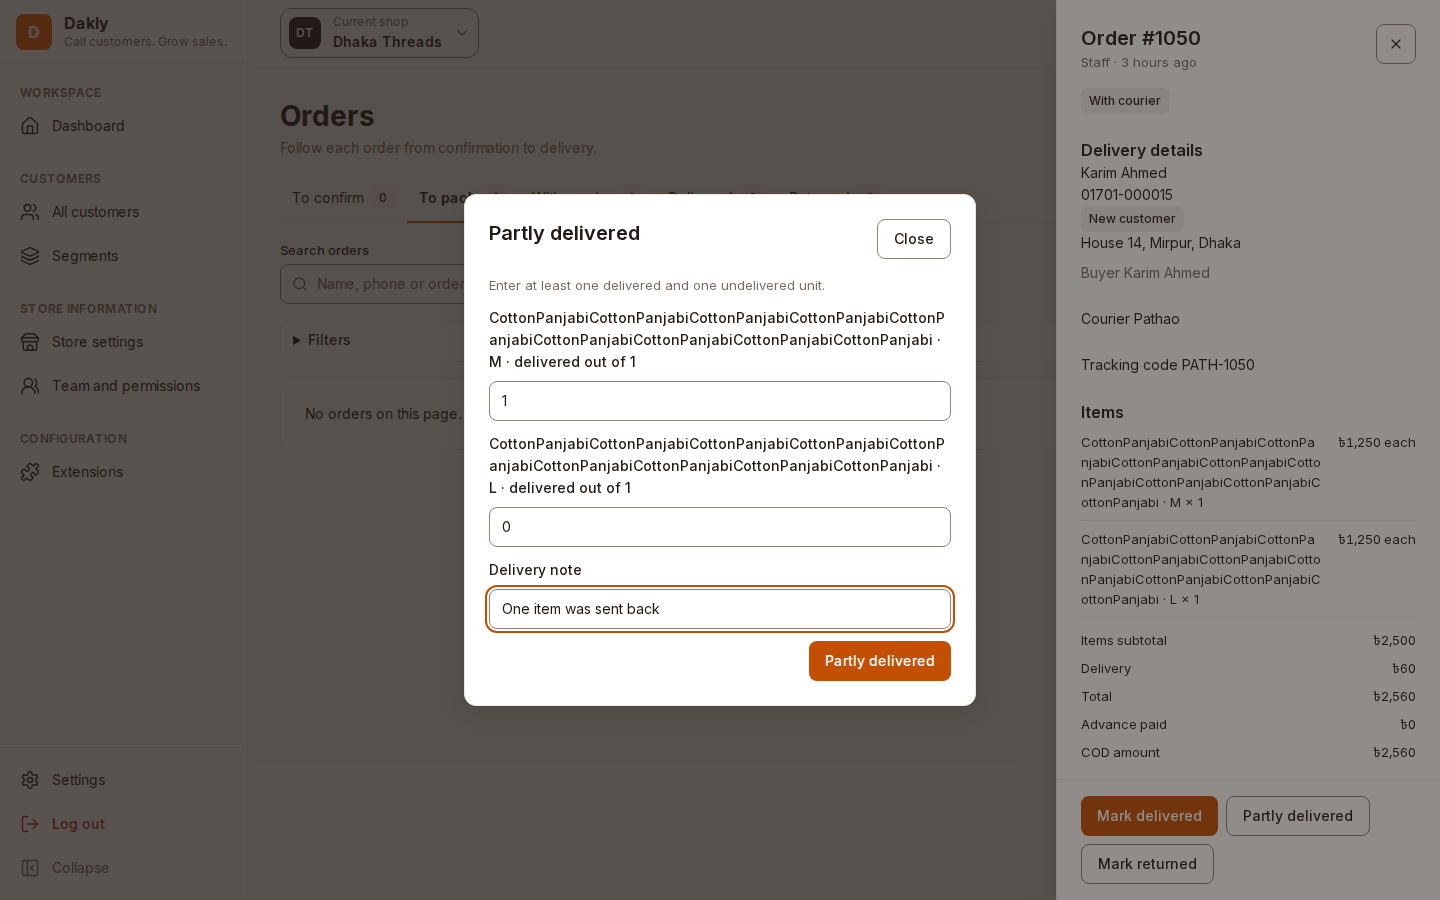 D
Dakly
Call customers. Grow sales.
WORKSPACE
Dashboard
CUSTOMERS
All customers
Segments
STORE INFORMATION
Store settings
Team and permissions
CONFIGURATION
Extensions
Settings
Log out
Collapse
DT
Current shop
Dhaka Threads
Orders
Follow each order from confirmation to delivery.
To confirm 0
Search orders
Name, phone or order
Filters
No orders on this page.
Partly delivered
Close
Enter at least one delivered and one undelivered unit.
CottonPanjabiCottonPanjabiCottonPanjabiCottonPanjabiCottonP
anjabiCottonPanjabiCottonPanjabiCottonPanjabiCottonPanjabi ·
M · delivered out of 1
1
CottonPanjabiCottonPanjabiCottonPanjabiCottonPanjabiCottonP
anjabiCottonPanjabiCottonPanjabiCottonPanjabiCottonPanjabi ·
L · delivered out of 1
0
Delivery note
One item was sent back
Partly delivered
Order #1050
Staff · 3 hours ago
With courier
Delivery details
Karim Ahmed
01701-000015
New customer
House 14, Mirpur, Dhaka
Buyer Karim Ahmed
Courier Pathao
Tracking code PATH-1050
Items
CottonPanjabiCottonPanjabiCottonPa ৳1,250 each
njabiCottonPanjabiCottonPanjabiCotto
nPanjabiCottonPanjabiCottonPanjabiC
ottonPanjabi · M × 1
CottonPanjabiCottonPanjabiCottonPa ৳1,250 each
njabiCottonPanjabiCottonPanjabiCotto
nPanjabiCottonPanjabiCottonPanjabiC
ottonPanjabi · L × 1
Items subtotal ৳2,500
Delivery ৳60
Total ৳2,560
Advance paid ৳0
COD amount ৳2,560
Mark delivered
Partly delivered
Mark returned